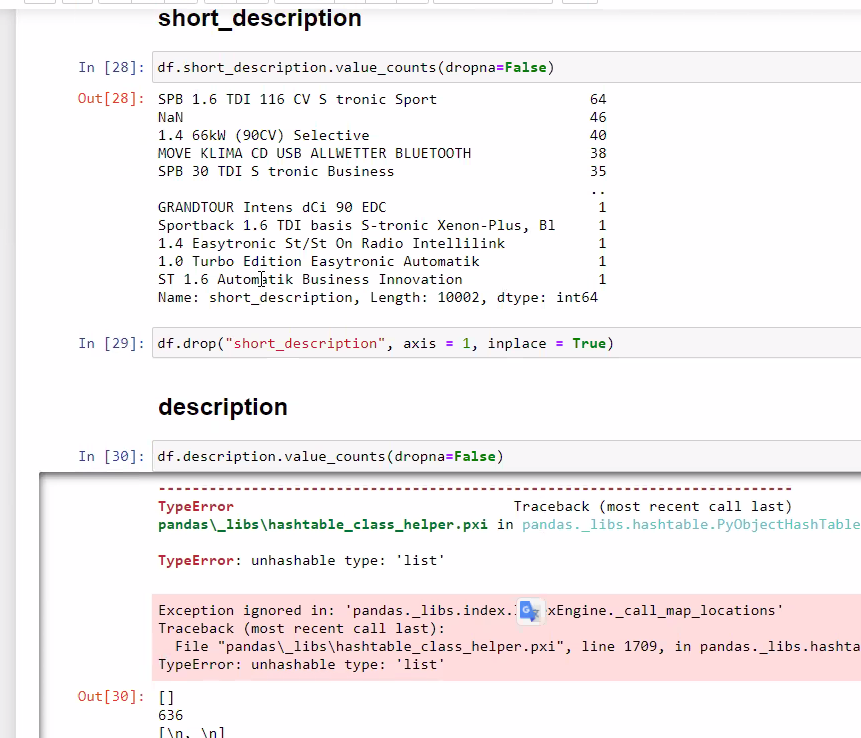 short_description
In [28]: df.short_description.value_counts(dropna=False)
Out[28]: SPB 1.6 TDI 116 CV S tronic Sport 64
NaN 46
1.4 66kW (90CV) Selective 40
MOVE KLIMA CD USB ALLWETTER BLUETOOTH 38
SPB 30 TDI S tronic Business 35
..
GRANDTOUR Intens dCi 90 EDC 1
Sportback 1.6 TDI basis S-tronic Xenon-Plus, Bl 1
1.4 Easytronic St/St On Radio Intellilink 1
1.0 Turbo Edition Easytronic Automatik 1
ST 1.6 Automatik Business Innovation 1
Name: short_description, Length: 10002, dtype: int64
In [29]: df.drop("short_description", axis = 1, inplace = True)
description
In [30]: df.description.value_counts(dropna=False)
---------------------------------------------------------------------------
TypeError Traceback (most recent call last)
pandas\_libs\hashtable_class_helper.pxi in pandas._libs.hashtable.PyObjectHashTable
TypeError: unhashable type: 'list'
Exception ignored in: 'pandas._libs.index. xEngine._call_map_locations'
Traceback (most recent call last):
File "pandas\_libs\hashtable_class_helper.pxi", line 1709, in pandas._libs.hashta
TypeError: unhashable type: 'list'
Out[30]: []
636
[\n, \n]